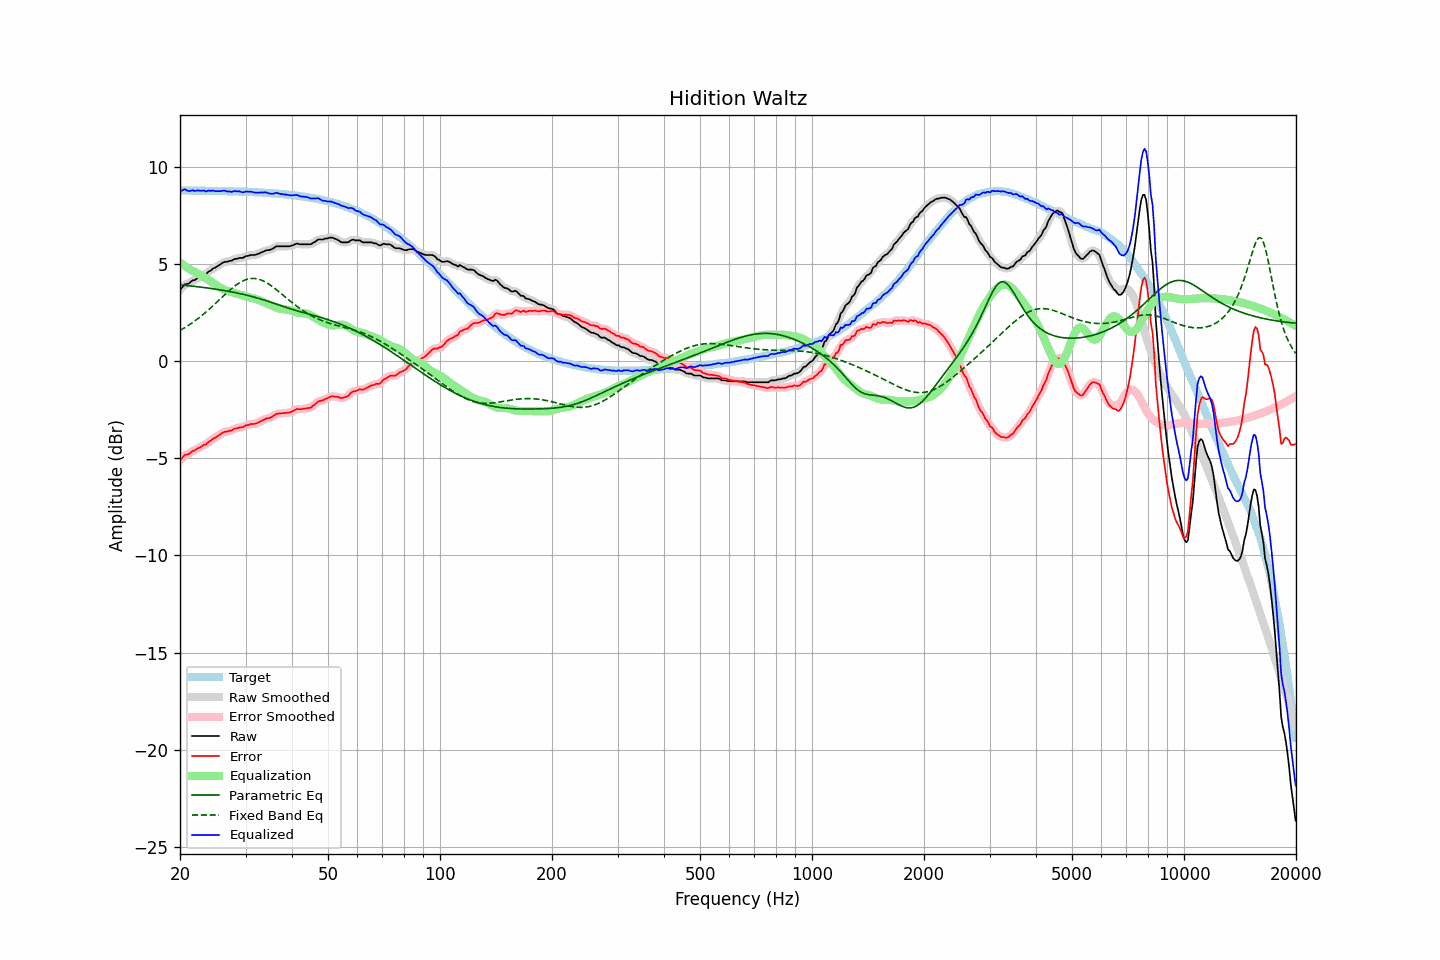 Hidition Waltz
Amplitude (dBr)
10
5
0
−5
−10
−15
−20
−25
Target
Raw Smoothed
Error Smoothed
Raw
Error
Equalization
Parametric Eq
Fixed Band Eq
Equalized
20 50 100 200 500 1000 2000 5000 10000 20000
Frequency (Hz)